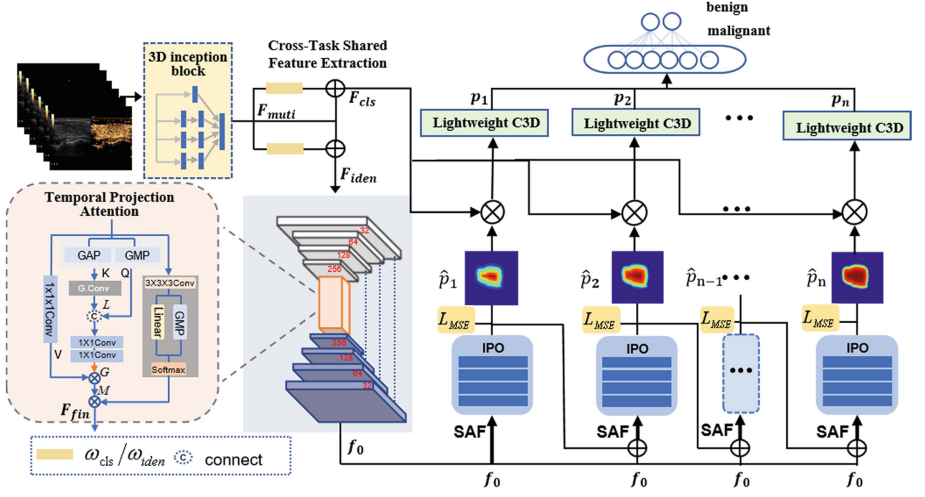 benign
malignant
3D inception
block
Cross-Task Shared
Feature Extraction
F_muti
F_cls
F_iden
p_1
p_2
p_n
Lightweight C3D
Lightweight C3D
...
Lightweight C3D
...
Temporal Projection
Attention
GAP
GMP
K
Q
G.Conv
L
c
1x1x1Conv
V
1X1Conv
1X1Conv
G
M
3X3X3Conv
Linear
GMP
Softmax
F_fin
32
64
128
256
256
128
64
32
p̂_1
p̂_2
p̂_{n-1}
...
p̂_n
L_MSE
L_MSE
L_MSE
L_MSE
IPO
IPO
...
IPO
SAF
SAF
SAF
SAF
f_0
f_0
f_0
f_0
f_0
ω_cls/ω_iden
c
connect